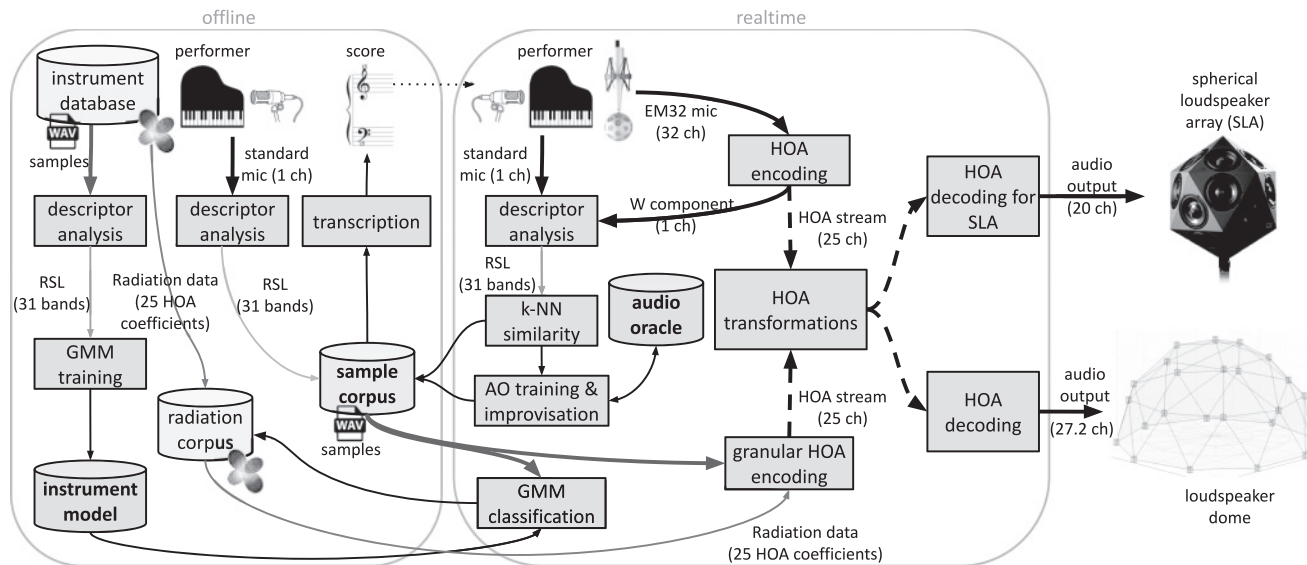 offline
realtime
instrument
database
WAV
samples
performer
standard
mic (1 ch)
score
performer
standard
mic (1 ch)
EM32 mic
(32 ch)
HOA
encoding
W component
(1 ch)
HOA stream
(25 ch)
descriptor
analysis
descriptor
analysis
transcription
descriptor
analysis
HOA
decoding for
SLA
audio
output
(20 ch)
spherical
loudspeaker
array (SLA)
RSL
(31 bands)
Radiation data
(25 HOA
coefficients)
RSL
(31 bands)
RSL
(31 bands)
k-NN
similarity
audio
oracle
HOA
transformations
GMM
training
sample
corpus
WAV
samples
AO training &
improvisation
HOA stream
(25 ch)
HOA
decoding
audio
output
(27.2 ch)
loudspeaker
dome
radiation
corpus
granular HOA
encoding
instrument
model
GMM
classification
Radiation data
(25 HOA coefficients)